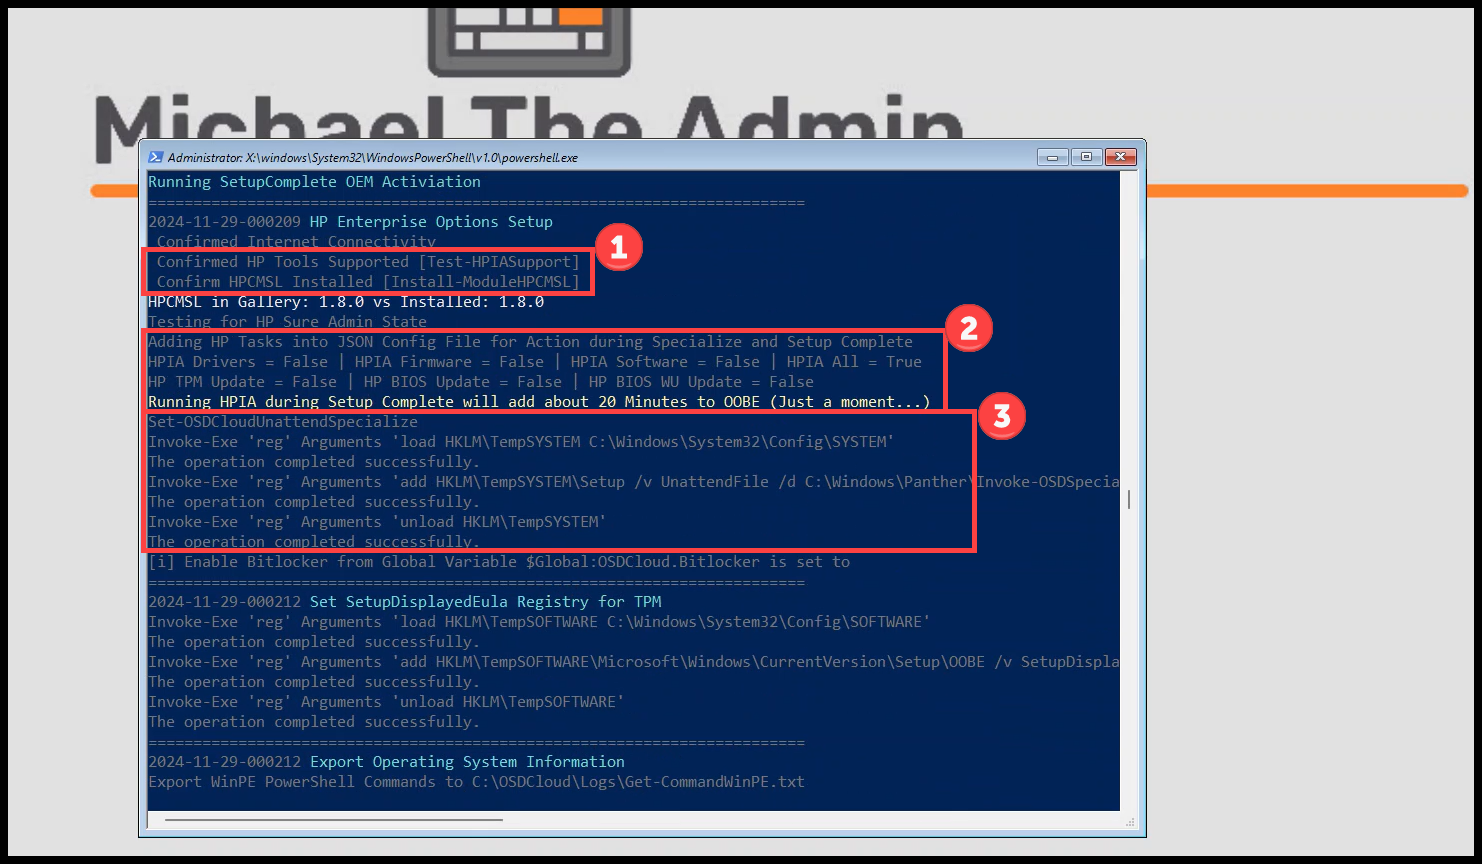 Michael The Admin
Administrator: X:\windows\System32\WindowsPowerShell\v1.0\powershell.exe
Running SetupComplete OEM Activiation
=========================================================================
2024-11-29-000209 HP Enterprise Options Setup
Confirmed Internet Connectivity
1
Confirmed HP Tools Supported [Test-HPIASupport]
Confirm HPCMSL Installed [Install-ModuleHPCMSL]
HPCMSL in Gallery: 1.8.0 vs Installed: 1.8.0
Testing for HP Sure Admin State
2
Adding HP Tasks into JSON Config File for Action during Specialize and Setup Complete
HPIA Drivers = False | HPIA Firmware = False | HPIA Software = False | HPIA All = True
HP TPM Update = False | HP BIOS Update = False | HP BIOS WU Update = False
Running HPIA during Setup Complete will add about 20 Minutes to OOBE (Just a moment...)
3
Set-OSDCloudUnattendSpecialize
Invoke-Exe 'reg' Arguments 'load HKLM\TempSYSTEM C:\Windows\System32\Config\SYSTEM'
The operation completed successfully.
Invoke-Exe 'reg' Arguments 'add HKLM\TempSYSTEM\Setup /v UnattendFile /d C:\Windows\Panther\Invoke-OSDSpecia
The operation completed successfully.
Invoke-Exe 'reg' Arguments 'unload HKLM\TempSYSTEM'
The operation completed successfully.
[i] Enable Bitlocker from Global Variable $Global:OSDCloud.Bitlocker is set to
=========================================================================
2024-11-29-000212 Set SetupDisplayedEula Registry for TPM
Invoke-Exe 'reg' Arguments 'load HKLM\TempSOFTWARE C:\Windows\System32\Config\SOFTWARE'
The operation completed successfully.
Invoke-Exe 'reg' Arguments 'add HKLM\TempSOFTWARE\Microsoft\Windows\CurrentVersion\Setup\OOBE /v SetupDispla
The operation completed successfully.
Invoke-Exe 'reg' Arguments 'unload HKLM\TempSOFTWARE'
The operation completed successfully.
=========================================================================
2024-11-29-000212 Export Operating System Information
Export WinPE PowerShell Commands to C:\OSDCloud\Logs\Get-CommandWinPE.txt